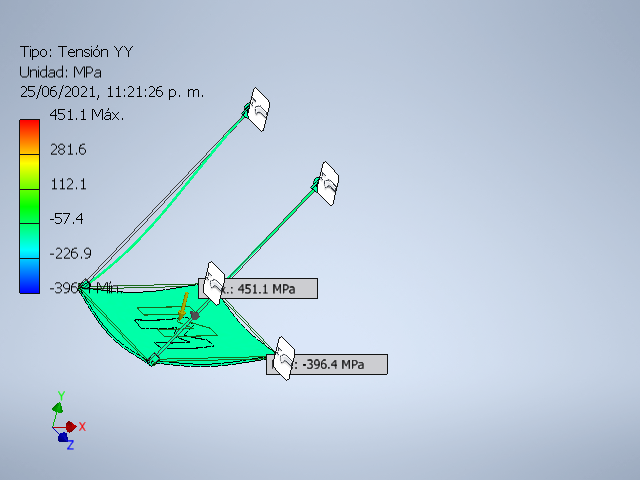 Tipo: Tensión YY
Unidad: MPa
25/06/2021, 11:21:26 p. m.
451.1 Máx.
281.6
112.1
-57.4
-226.9
Mín.
451.1 MPa
-396.4 MPa
Y
X
Z